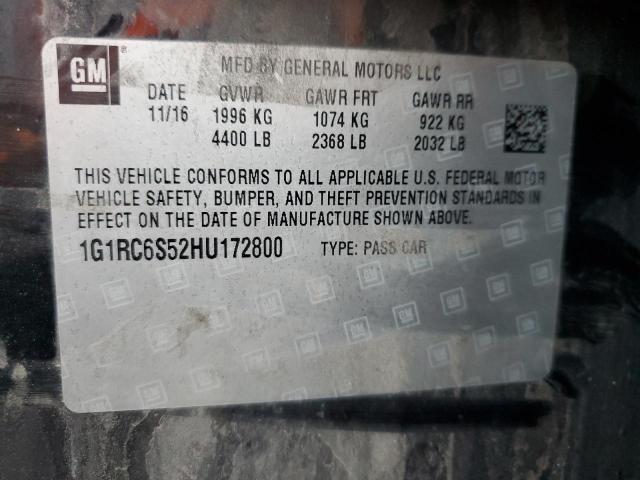 GM ®
MFD BY GENERAL MOTORS LLC
DATE GVWR GAWR FRT GAWR RR
11/16 1996 KG 1074 KG 922 KG
4400 LB 2368 LB 2032 LB
THIS VEHICLE CONFORMS TO ALL APPLICABLE U.S. FEDERAL MOTOR
VEHICLE SAFETY, BUMPER, AND THEFT PREVENTION STANDARDS IN
EFFECT ON THE DATE OF MANUFACTURE SHOWN ABOVE.
1G1RC6S52HU172800 TYPE: PASS CAR